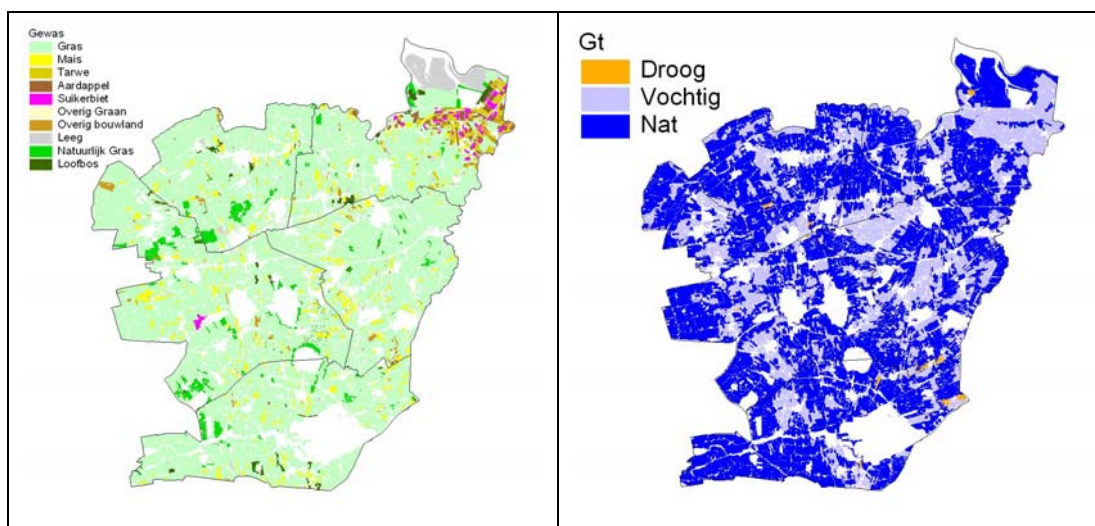 Gewas
Gras
Mais
Tarwe
Aardappel
Suikerbiet
Overig Graan
Overig bouwland
Leeg
Natuurlijk Gras
Loofbos
Gt
Droog
Vochtig
Nat